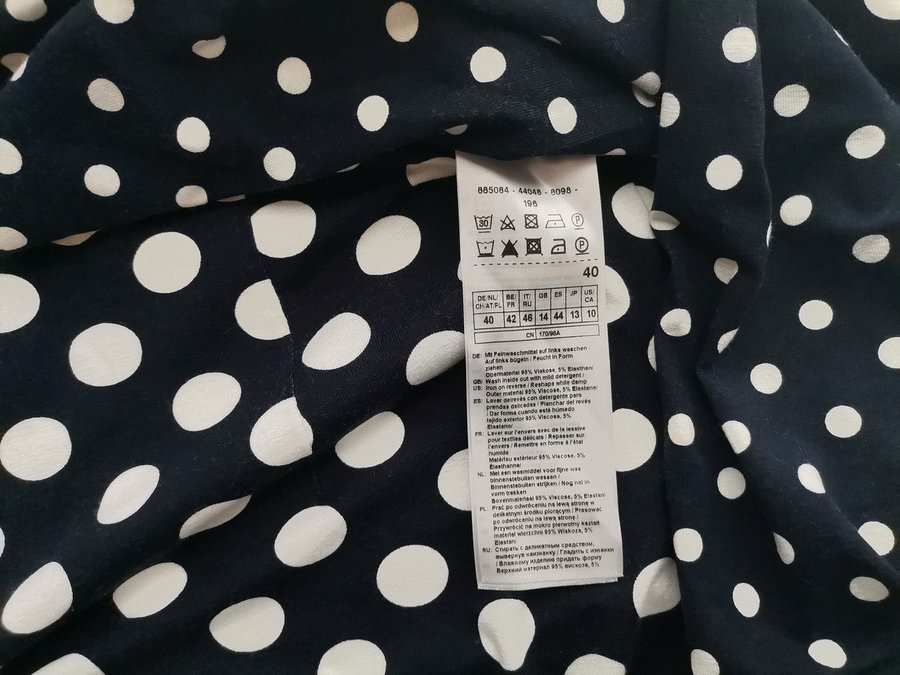 885084 - 44048 - 8098 -
198
30 P
P
40
DE/NL/ CH/AT/PL BE/ FR IT/ RU GB ES JP US/ CA
40 42 46 14 44 13 10
CN 170/96A
DE: Mit Feinwaschmittel auf links waschen /
Auf links bügeln / Feucht in Form
ziehen
Obermaterial 95% Viskose, 5% Elasthan/
GB: Wash inside out with mild detergent /
US: Iron on reverse / Reshape while damp
Outer material 95% Viscose, 5% Elastane/
ES: Lavar delrevés con detergente para
prendas delicadas / Planchar del revés
/ Dar forma cuando esté húmedo
Tejido exterior 95% Viscosa, 5%
Elastano/
FR: Laver sur l'envers avec de la lessive
pour textiles délicats / Repasser sur
l'envers / Remettre en forme à l'état
humide
Matériau extérieur 95% Viscose, 5%
Élasthanne/
NL: Met een wasmiddel voor fijne was
binnenstebuiten wassen /
Binnenstebuiten strijken / Nog nat in
vorm trekken
Bovenmateriaal 95% Viscose, 5% Elastan/
PL: Prać po odwróceniu na lewą stronę w
delikatnym środku piorącym / Prasować
po odwróceniu na lewą stronę /
Przywrócić na mokro pierwotny kształt
materiał wierzchni 95% Wiskoza, 5%
Elastan/
RU: Стирать с деликатным средством,
вывернув наизнанку / Гладить с изнанки
/ Влажному изделию придать форму
Верхний материал 95% вискоза, 5%